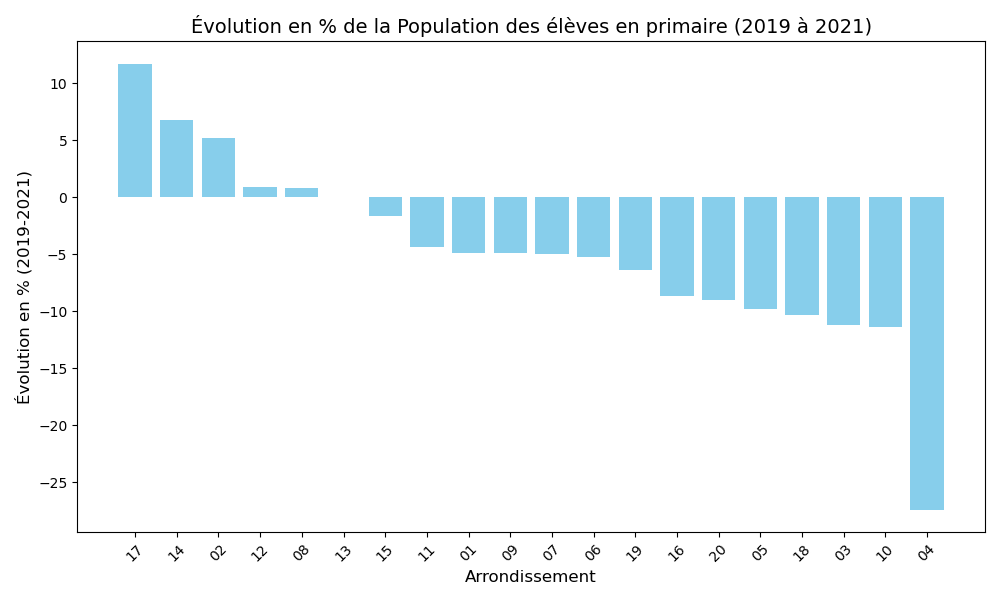 Évolution en % de la Population des élèves en primaire (2019 à 2021)
Évolution en % (2019-2021)
10
5
0
−5
−10
−15
−20
−25
17 14 02 12 08 13 15 11 01 09 07 06 19 16 20 05 18 03 10 04
Arrondissement